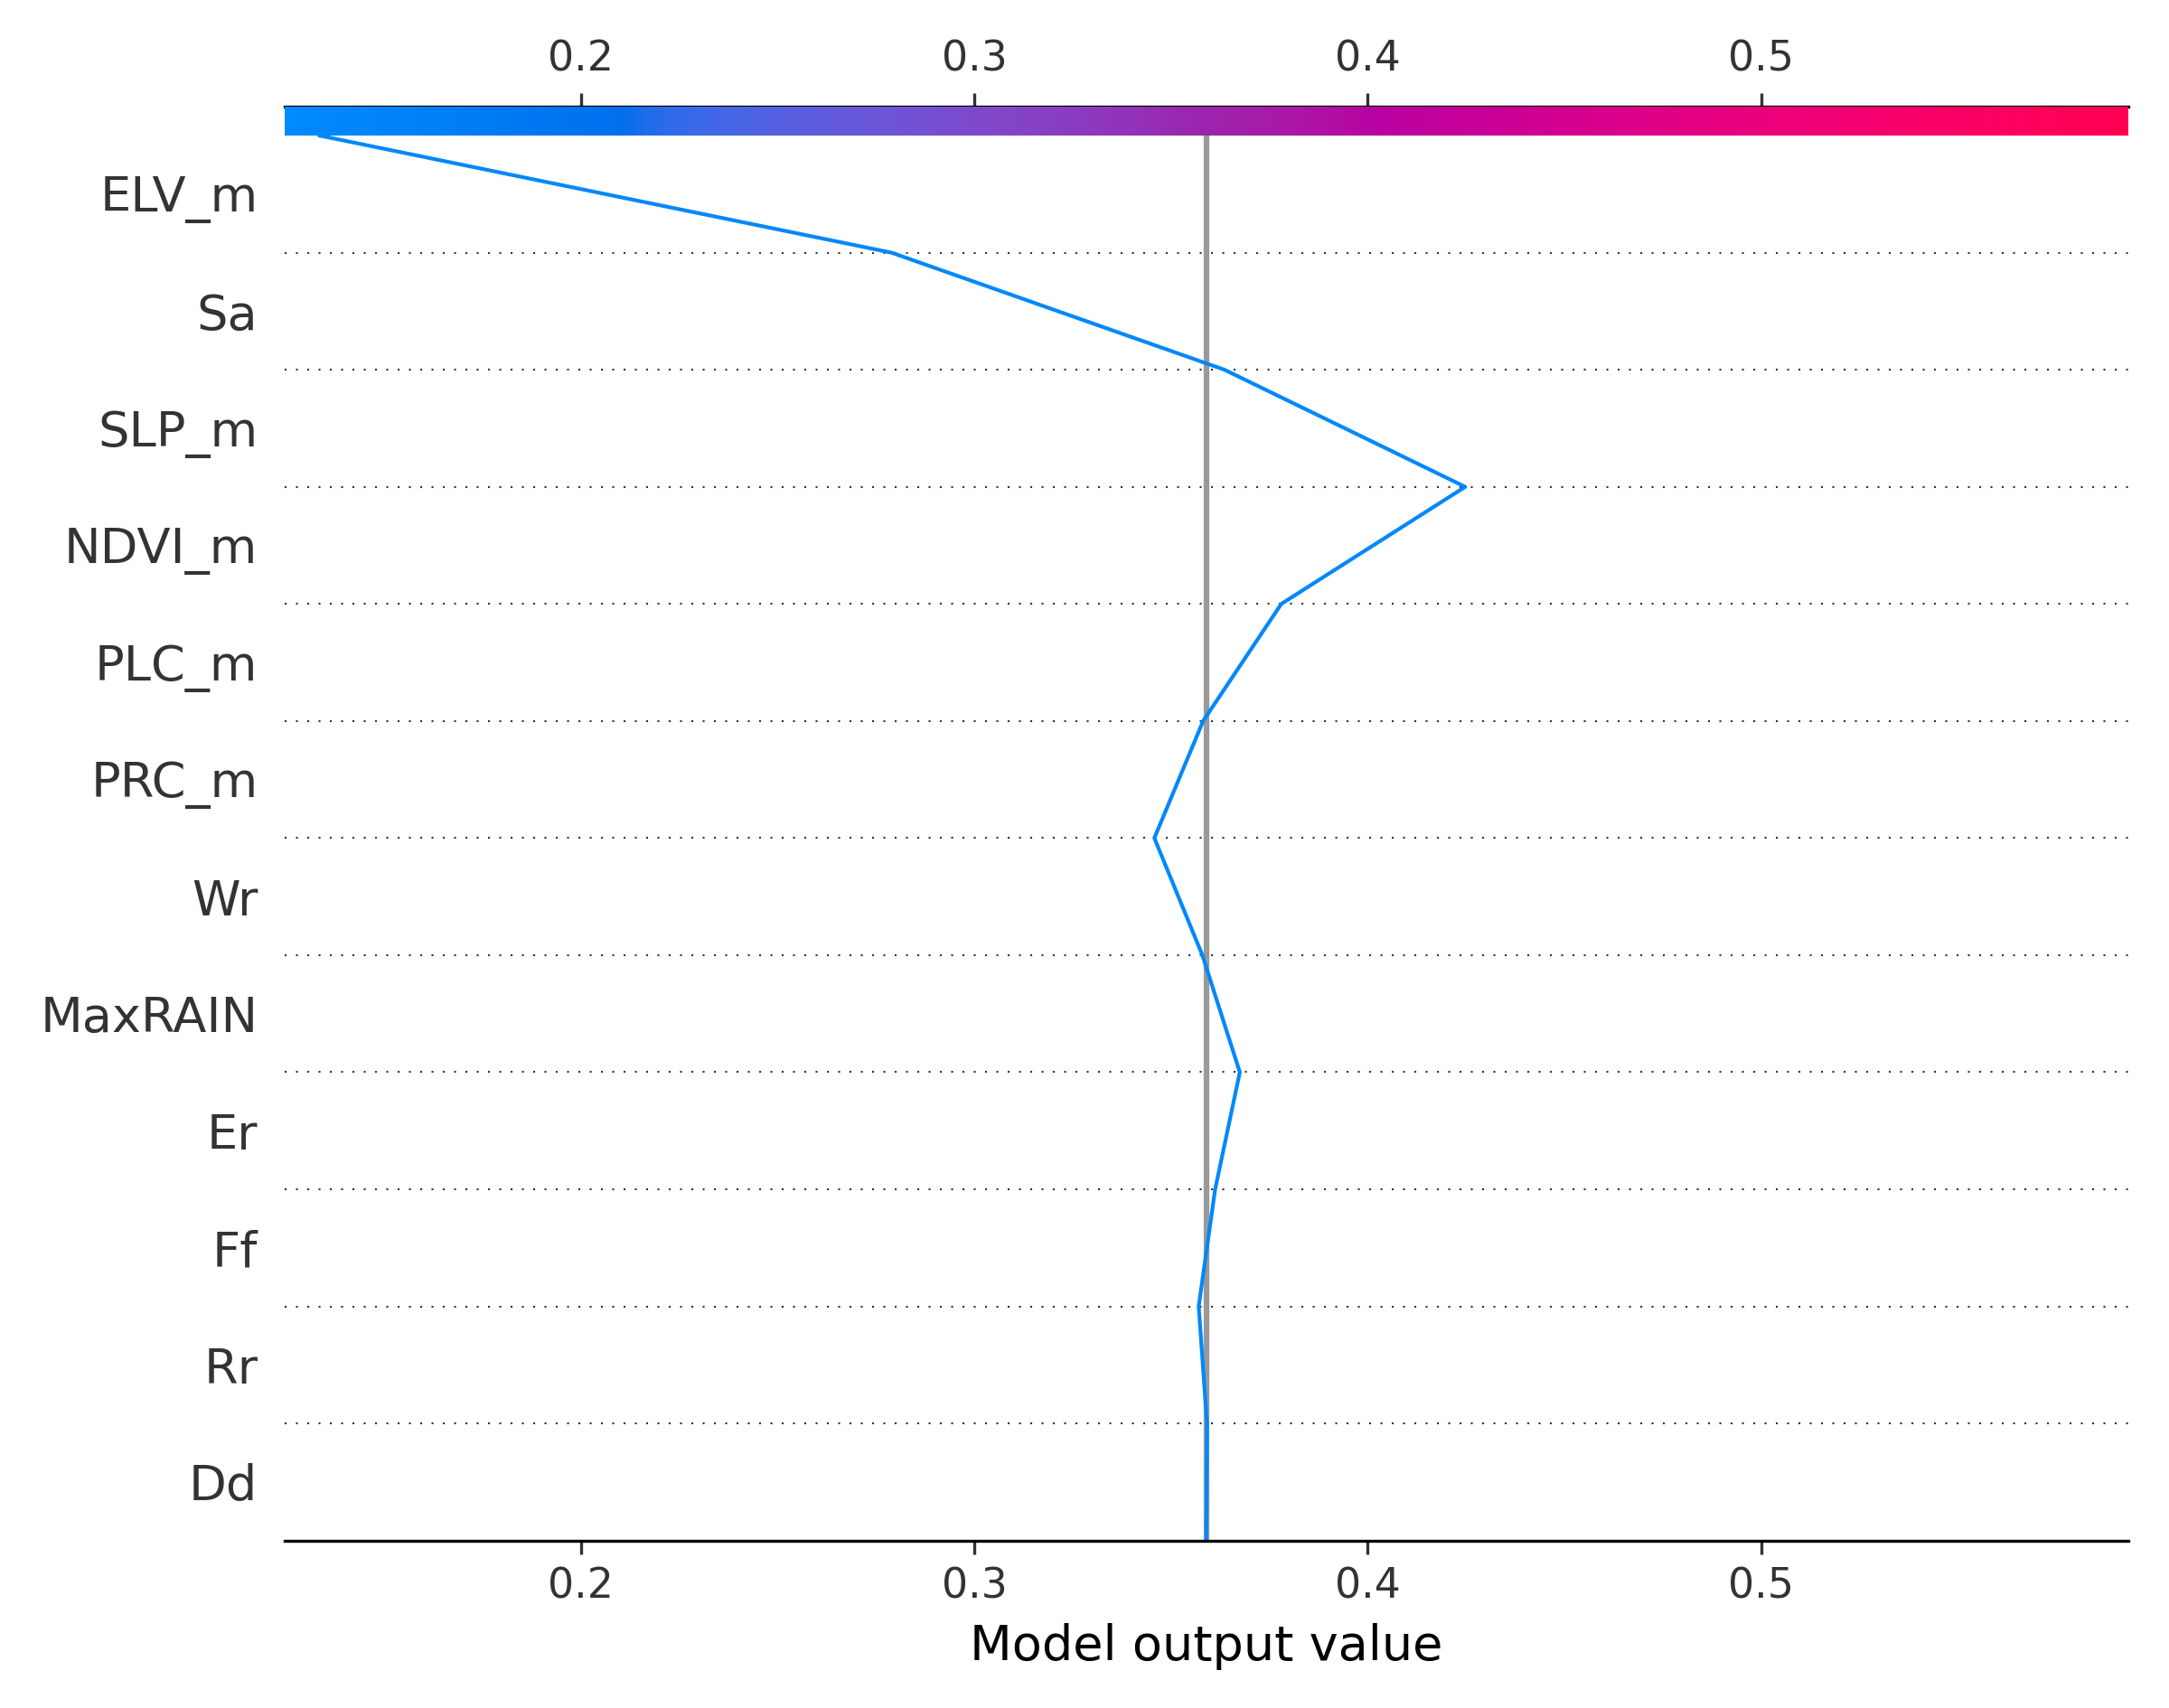 0.2 0.3 0.4 0.5
ELV_m
Sa
SLP_m
NDVI_m
PLC_m
PRC_m
Wr
MaxRAIN
Er
Ff
Rr
Dd
0.2 0.3 0.4 0.5
Model output value